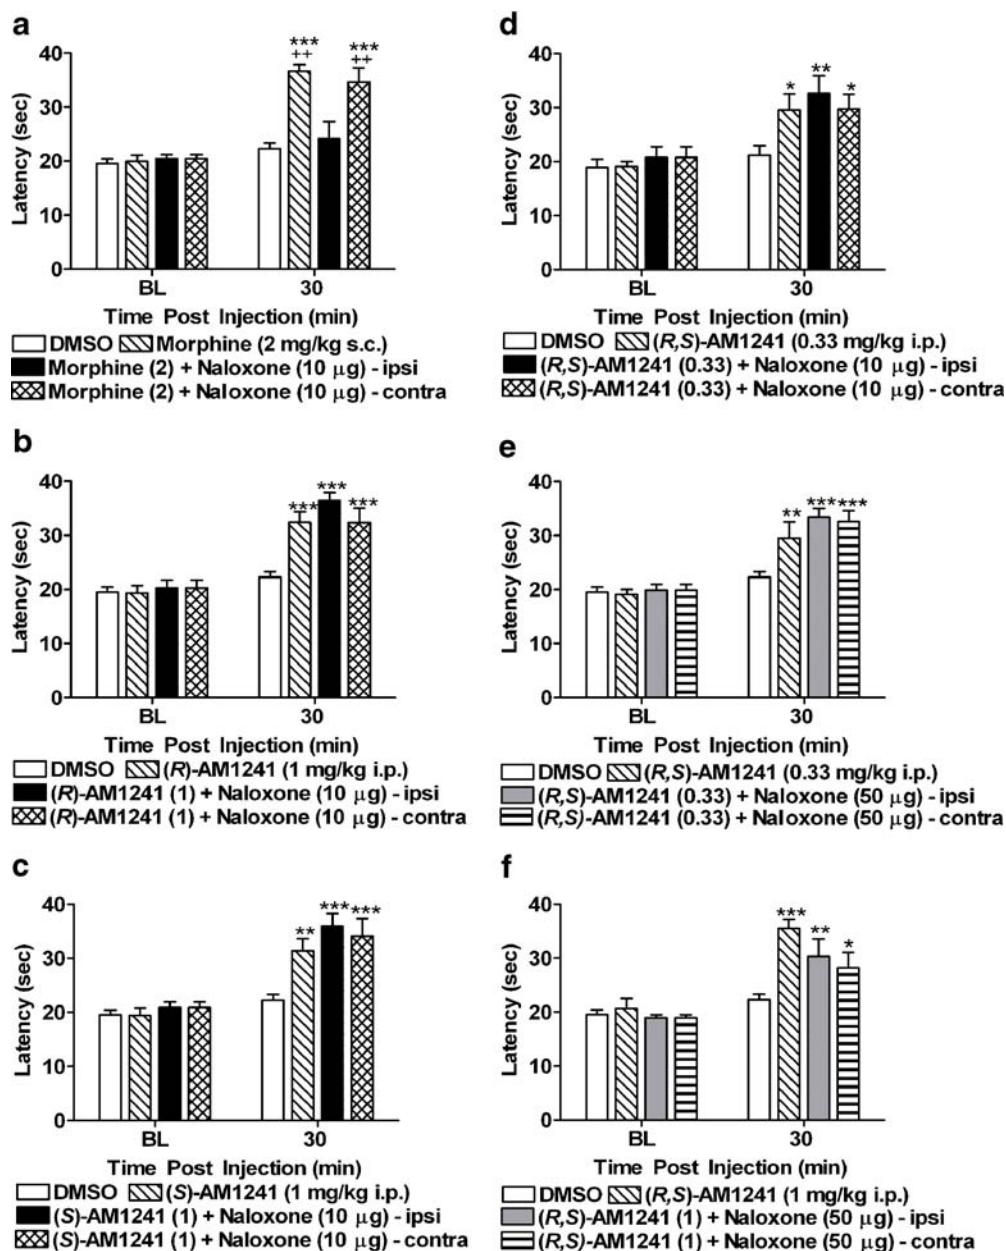 a
***
++
***
++
40
30
20
10
0
Latency (sec)
BL
30
Time Post Injection (min)
DMSO Morphine (2 mg/kg s.c.)
Morphine (2) + Naloxone (10 µg) - ipsi
Morphine (2) + Naloxone (10 µg) - contra
b
***
***
***
40
30
20
10
0
Latency (sec)
BL
30
Time Post Injection (min)
DMSO (R)-AM1241 (1 mg/kg i.p.)
(R)-AM1241 (1) + Naloxone (10 µg) - ipsi
(R)-AM1241 (1) + Naloxone (10 µg) - contra
c
**
***
***
40
30
20
10
0
Latency (sec)
BL
30
Time Post Injection (min)
DMSO (S)-AM1241 (1 mg/kg i.p.)
(S)-AM1241 (1) + Naloxone (10 µg) - ipsi
(S)-AM1241 (1) + Naloxone (10 µg) - contra
d
*
**
*
40
30
20
10
0
Latency (sec)
BL
30
Time Post Injection (min)
DMSO (R,S)-AM1241 (0.33 mg/kg i.p.)
(R,S)-AM1241 (0.33) + Naloxone (10 µg) - ipsi
(R,S)-AM1241 (0.33) + Naloxone (10 µg) - contra
e
**
***
***
40
30
20
10
0
Latency (sec)
BL
30
Time Post Injection (min)
DMSO (R,S)-AM1241 (0.33 mg/kg i.p.)
(R,S)-AM1241 (0.33) + Naloxone (50 µg) - ipsi
(R,S)-AM1241 (0.33) + Naloxone (50 µg) - contra
f
***
**
*
40
30
20
10
0
Latency (sec)
BL
30
Time Post Injection (min)
DMSO (R,S)-AM1241 (1 mg/kg i.p.)
(R,S)-AM1241 (1) + Naloxone (50 µg) - ipsi
(R,S)-AM1241 (1) + Naloxone (50 µg) - contra